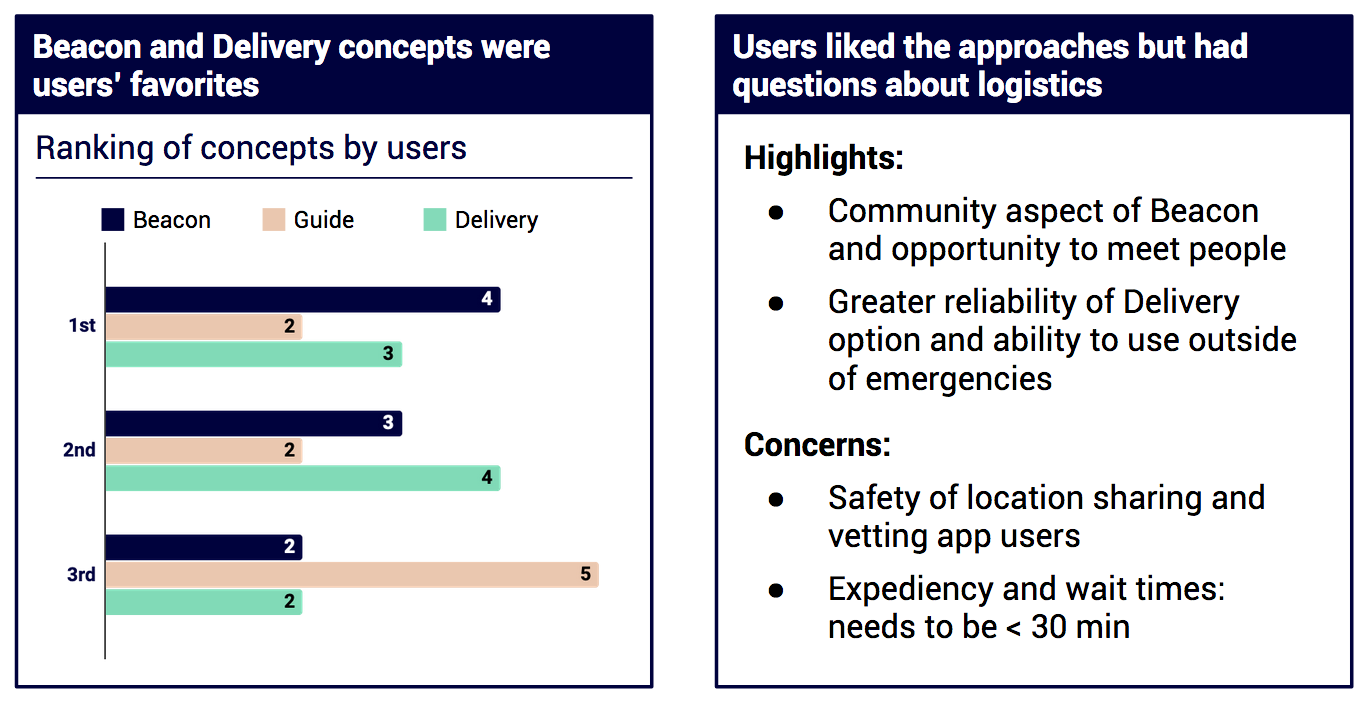 Beacon and Delivery concepts were
users' favorites
Ranking of concepts by users
Beacon
Guide
Delivery
1st
4
2
3
2nd
3
2
4
3rd
2
5
2
Users liked the approaches but had
questions about logistics
Highlights:
● Community aspect of Beacon
and opportunity to meet people
● Greater reliability of Delivery
option and ability to use outside
of emergencies
Concerns:
● Safety of location sharing and
vetting app users
● Expediency and wait times:
needs to be < 30 min